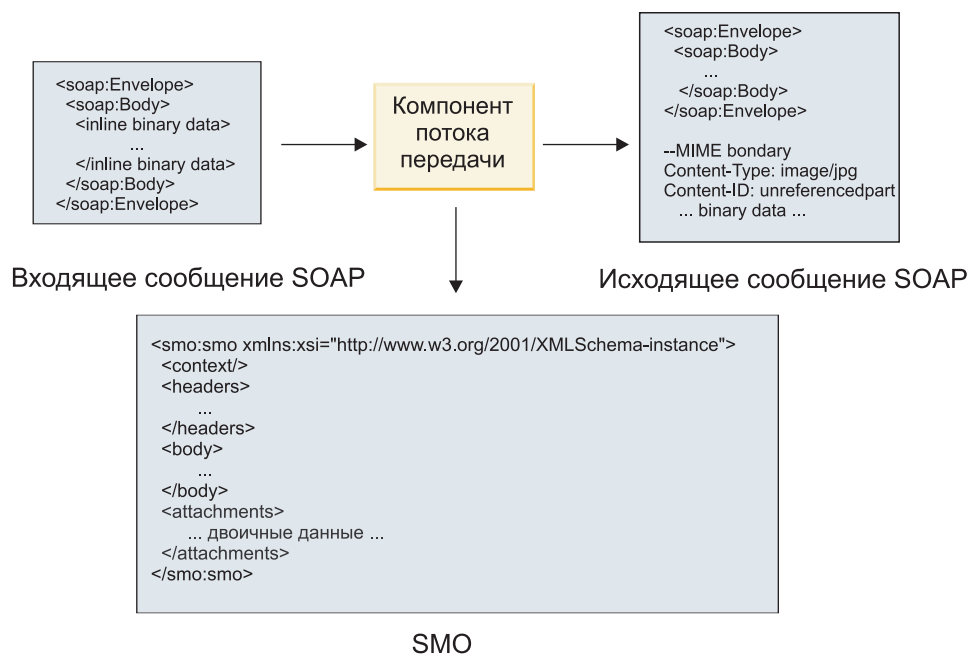 <soap:Envelope>
<soap:Body>
<inline binary data>
...
</inline binary data>
</soap:Body>
</soap:Envelope>
Входящее сообщение SOAP
Компонент
потока
передачи
<soap:Envelope>
<soap:Body>
...
</soap:Body>
</soap:Envelope>
--MIME bondary
Content-Type: image/jpg
Content-ID: unreferencedpart
... binary data ...
Исходящее сообщение SOAP
<smo:smo xmlns:xsi="http://www.w3.org/2001/XMLSchema-instance">
<context/>
<headers>
...
</headers>
<body>
...
</body>
<attachments>
... двоичные данные ...
</attachments>
</smo:smo>
SMO